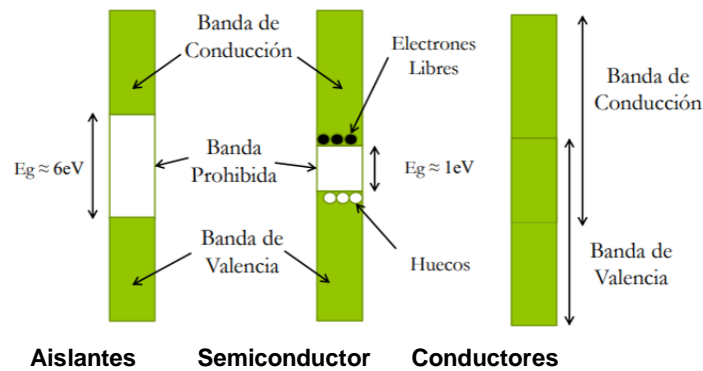 Banda de
Conducción
Electrones
Libres
Banda de
Conducción
Eg ≈ 6eV
Banda
Prohibida
Eg ≈ 1eV
Banda de
Valencia
Huecos
Banda de
Valencia
Aislantes
Semiconductor
Conductores